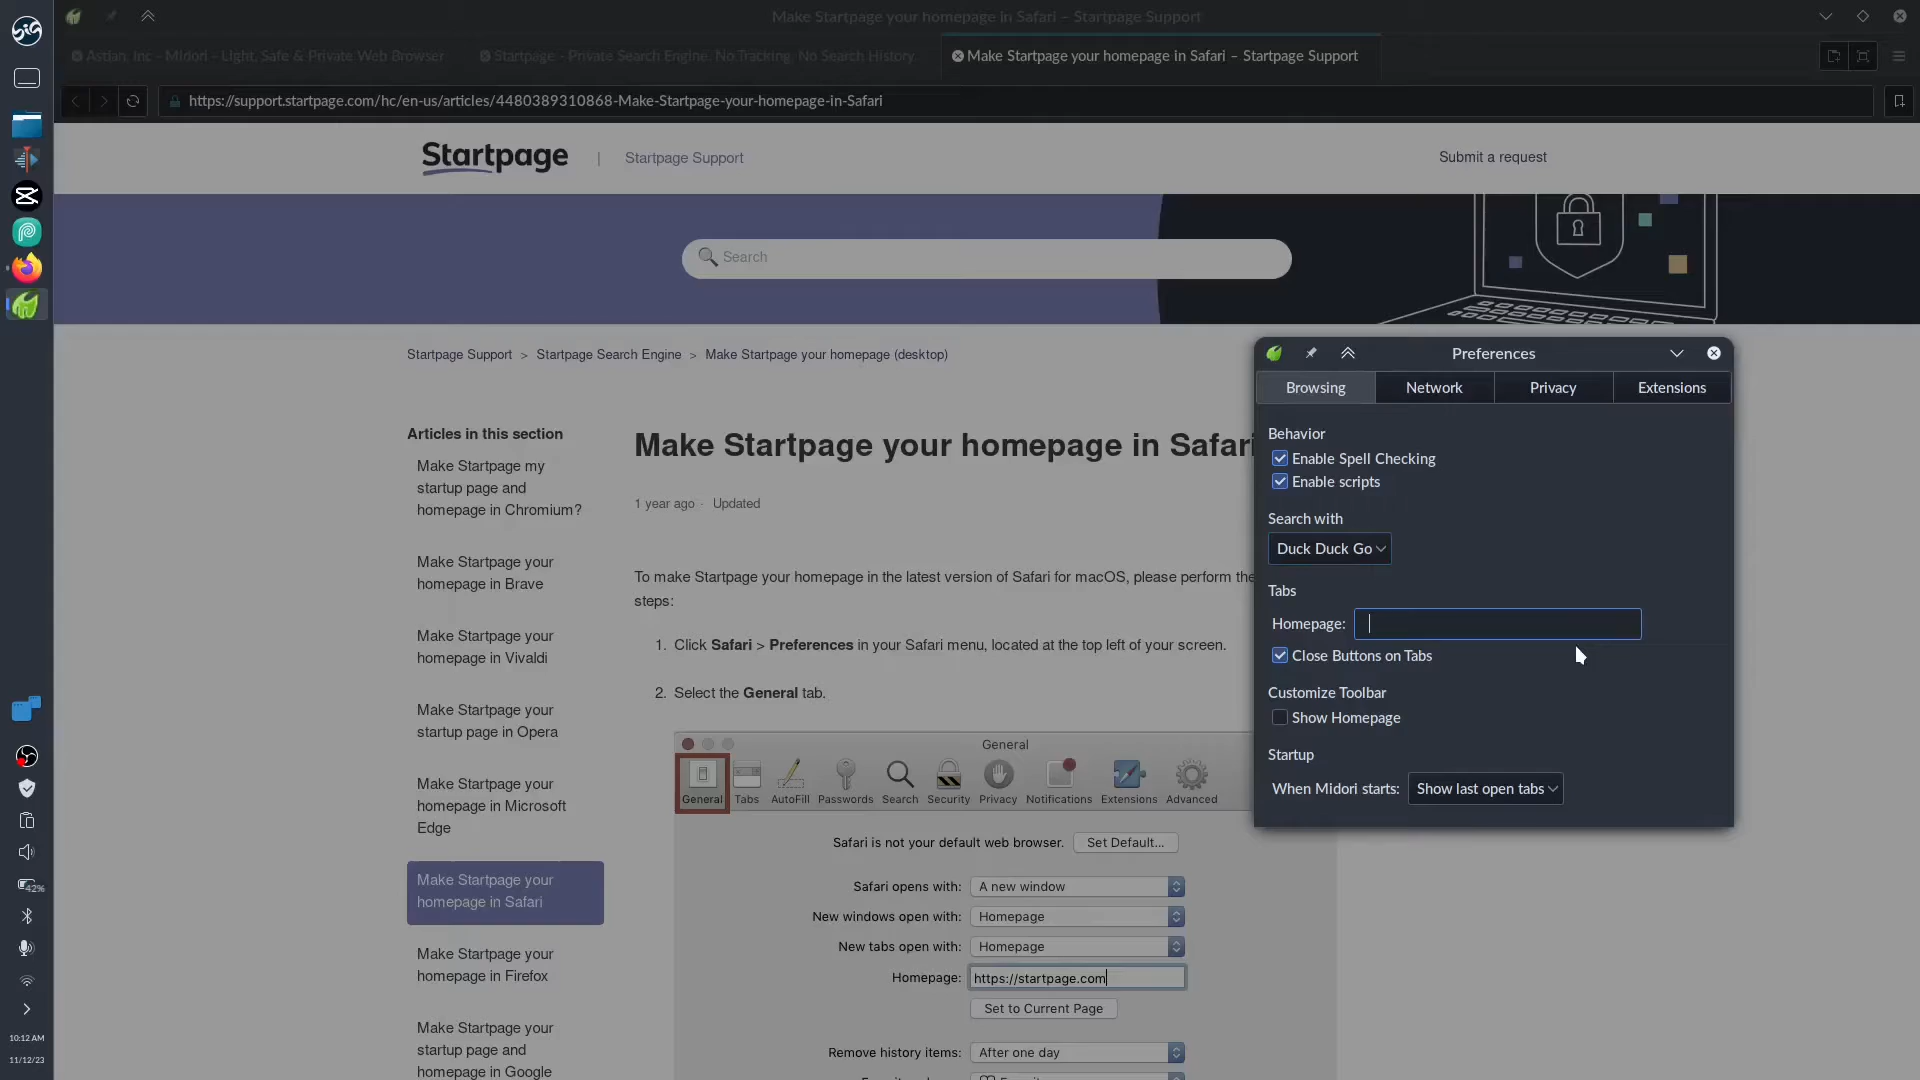 Make Startpage your homepage in Safari – Startpage Support
Astian, Inc - Midori - Light, Safe & Private Web Browser
Startpage - Private Search Engine. No Tracking. No Search History.
Make Startpage your homepage in Safari – Startpage Support
https://support.startpage.com/hc/en-us/articles/4480389310868-Make-Startpage-your-homepage-in-Safari
Startpage | Startpage Support
Submit a request
Search
Startpage Support > Startpage Search Engine > Make Startpage your homepage (desktop)
Articles in this section
Make Startpage my
startup page and
homepage in Chromium?
Make Startpage your
homepage in Brave
Make Startpage your
homepage in Vivaldi
Make Startpage your
startup page in Opera
Make Startpage your
homepage in Microsoft
Edge
Make Startpage your
homepage in Safari
Make Startpage your
homepage in Firefox
Make Startpage your
startup page and
homepage in Google
Make Startpage your homepage in Safari
1 year ago · Updated
To make Startpage your homepage in the latest version of Safari for macOS, please perform the
steps:
1. Click Safari > Preferences in your Safari menu, located at the top left of your screen.
2. Select the General tab.
General
General Tabs AutoFill Passwords Search Security Privacy Notifications Extensions Advanced
Safari is not your default web browser. Set Default...
Safari opens with: A new window
New windows open with: Homepage
New tabs open with: Homepage
Homepage: https://startpage.com
Set to Current Page
Remove history items: After one day
Preferences
Browsing Network Privacy Extensions
Behavior
Enable Spell Checking
Enable scripts
Search with
Duck Duck Go
Tabs
Homepage:
Close Buttons on Tabs
Customize Toolbar
Show Homepage
Startup
When Midori starts: Show last open tabs
42%
10:12 AM
11/12/23